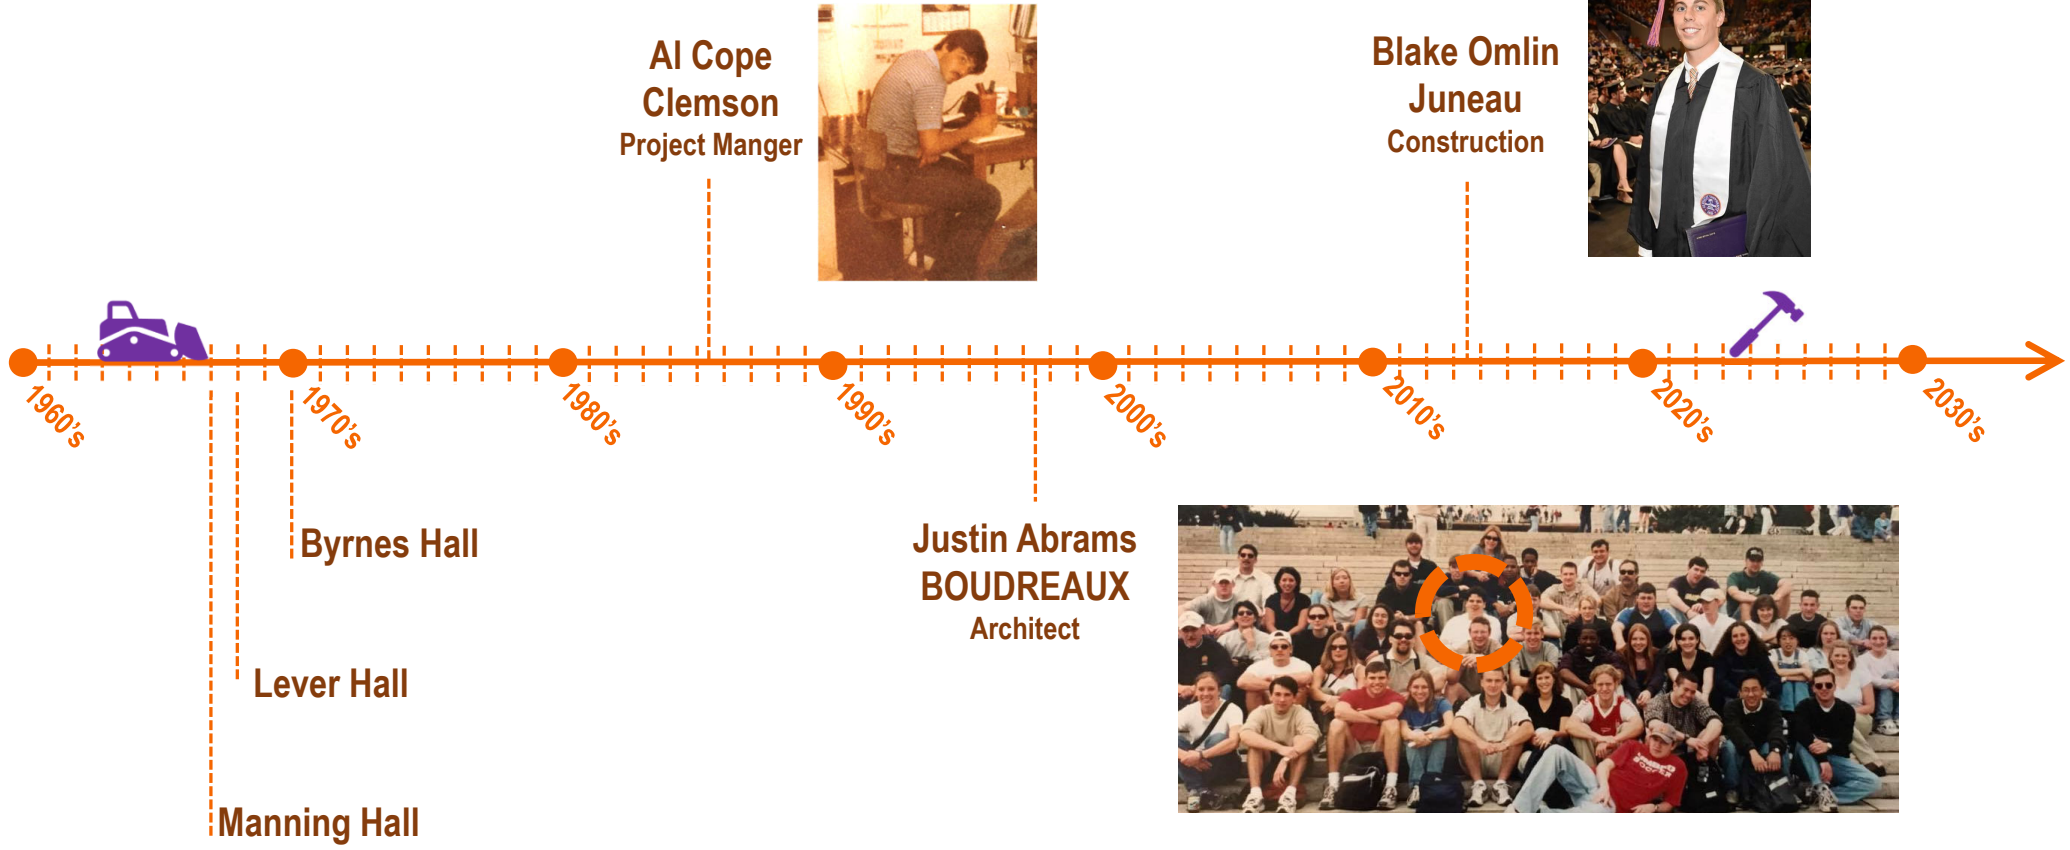 Al Cope
Clemson
Project Manger
Blake Omlin
Juneau
Construction
1960's
1970's
1980's
1990's
2000's
2010's
2020's
2030's
Byrnes Hall
Lever Hall
Manning Hall
Justin Abrams
BOUDREAUX
Architect
SOCCER